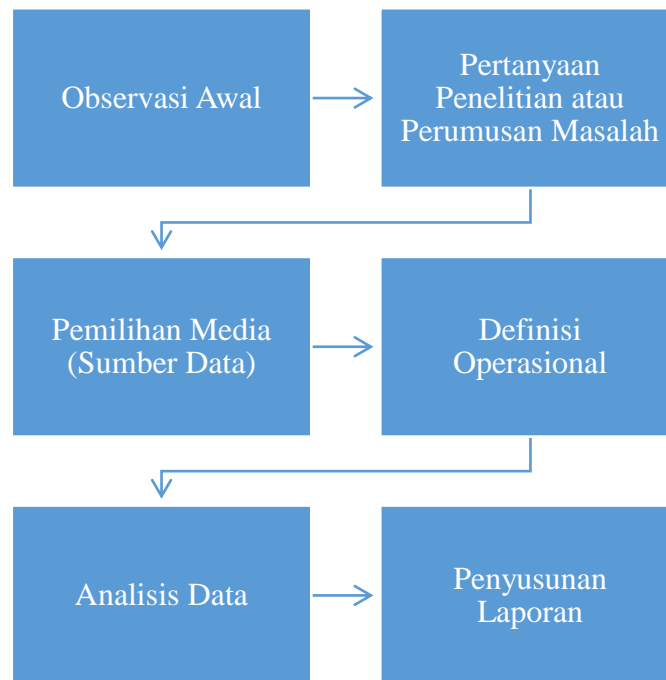 Observasi Awal
Pertanyaan
Penelitian atau
Perumusan Masalah
Pemilihan Media
(Sumber Data)
Definisi
Operasional
Analisis Data
Penyusunan
Laporan